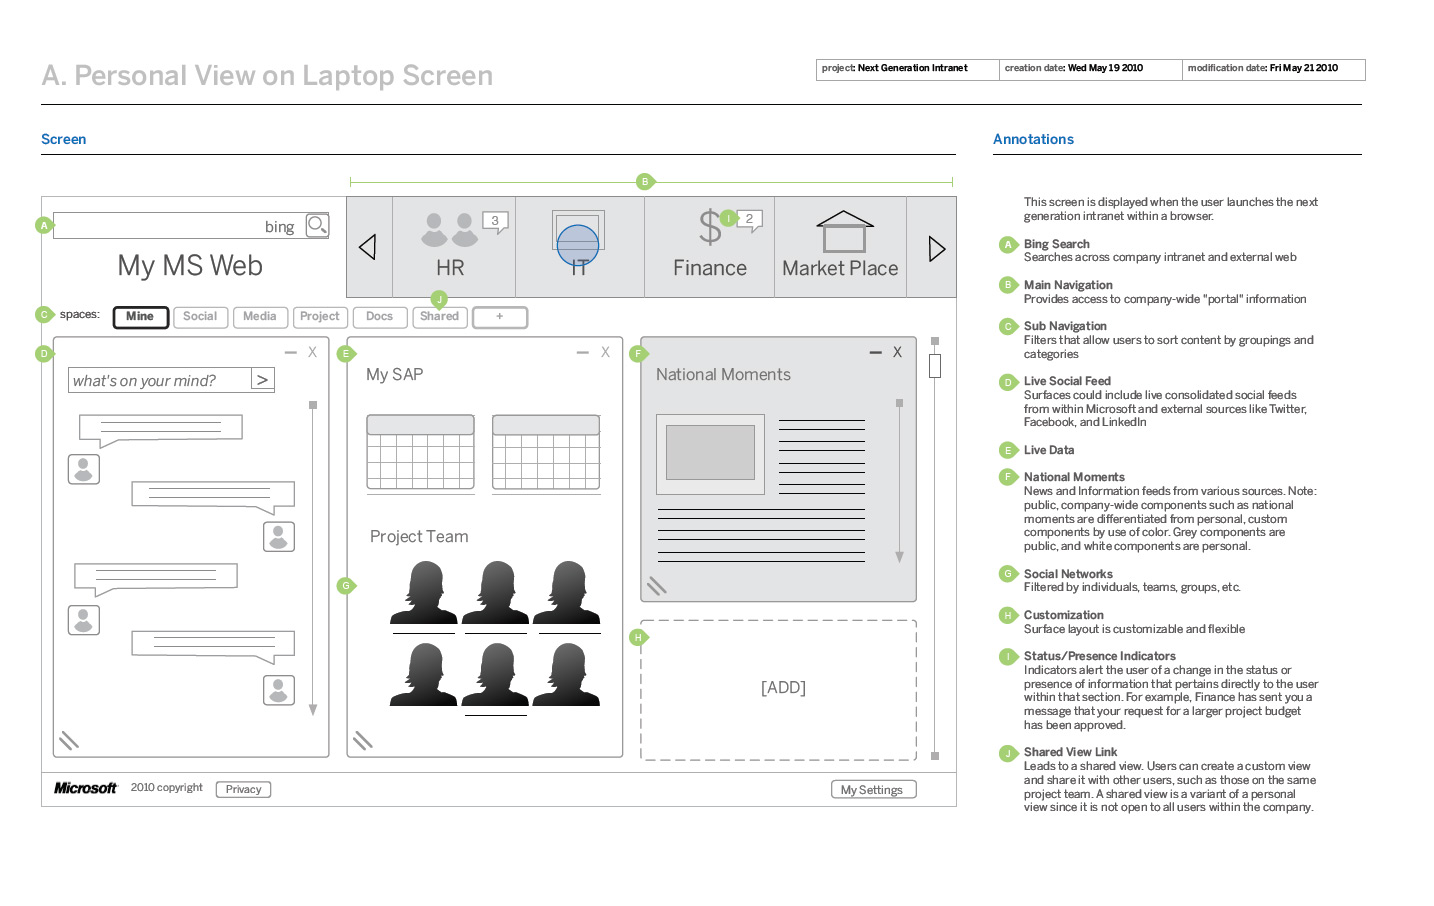 A. Personal View on Laptop Screen
project: Next Generation Intranet
creation date: Wed May 19 2010
modification date: Fri May 21 2010
Screen
Annotations
B
A
bing
My MS Web
3
HR
IT
I
2
Finance
Market Place
J
C
spaces:
Mine
Social
Media
Project
Docs
Shared
+
D
X
what's on your mind?
>
E
X
My SAP
Project Team
G
F
X
National Moments
H
[ADD]
Microsoft
2010 copyright
Privacy
My Settings
This screen is displayed when the user launches the next
generation intranet within a browser.
A
Bing Search
Searches across company intranet and external web
B
Main Navigation
Provides access to company-wide "portal" information
C
Sub Navigation
Filters that allow users to sort content by groupings and
categories
D
Live Social Feed
Surfaces could include live consolidated social feeds
from within Microsoft and external sources like Twitter,
Facebook, and LinkedIn
E
Live Data
F
National Moments
News and Information feeds from various sources. Note:
public, company-wide components such as national
moments are differentiated from personal, custom
components by use of color. Grey components are
public, and white components are personal.
G
Social Networks
Filtered by individuals, teams, groups, etc.
H
Customization
Surface layout is customizable and flexible
I
Status/Presence Indicators
Indicators alert the user of a change in the status or
presence of information that pertains directly to the user
within that section. For example, Finance has sent you a
message that your request for a larger project budget
has been approved.
J
Shared View Link
Leads to a shared view. Users can create a custom view
and share it with other users, such as those on the same
project team. A shared view is a variant of a personal
view since it is not open to all users within the company.